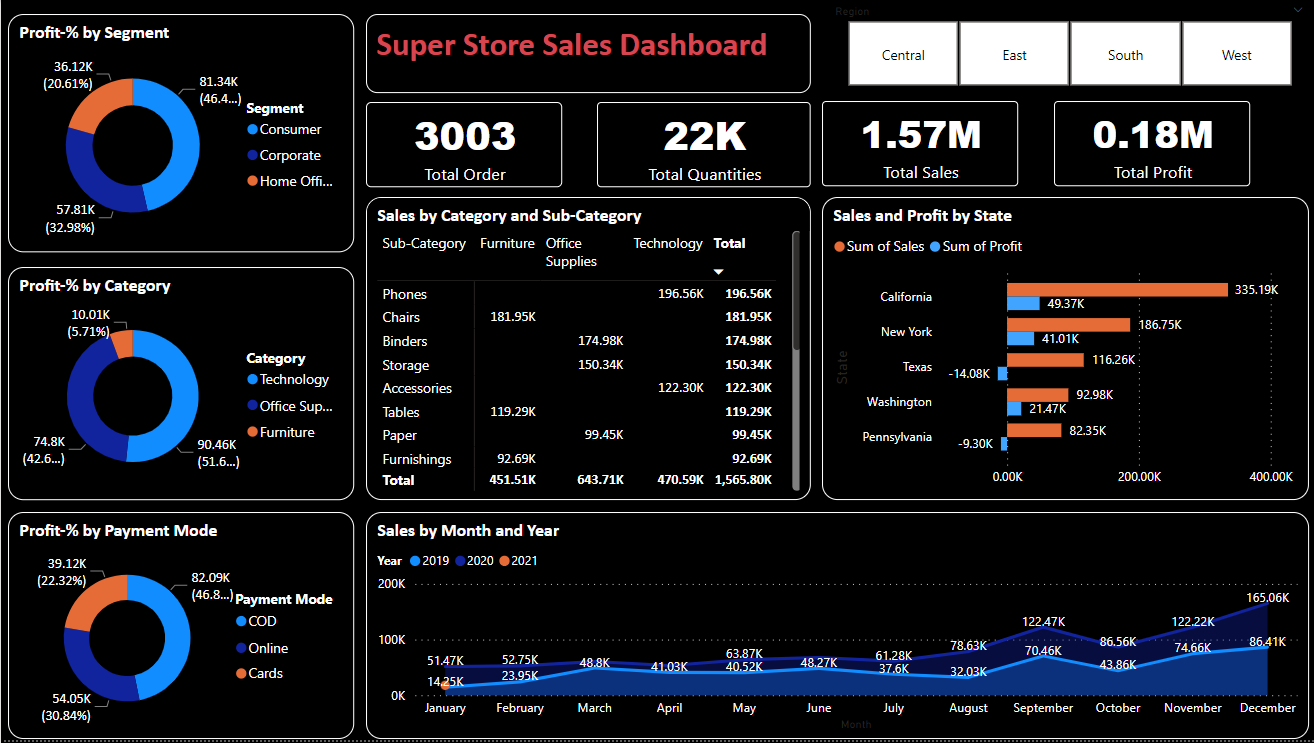 Profit-% by Segment
36.12K
(20.61%)
81.34K
(46.4...)
57.81K
(32.98%)
Segment
Consumer
Corporate
Home Offi...
Super Store Sales Dashboard
Region
Central
East
South
West
3003
Total Order
22K
Total Quantities
1.57M
Total Sales
0.18M
Total Profit
Profit-% by Category
10.01K
(5.71%)
74.8K
(42.6...)
90.46K
(51.6...)
Category
Technology
Office Sup...
Furniture
Sales by Category and Sub-Category
Sub-Category Furniture Office Supplies Technology Total
Phones 196.56K 196.56K
Chairs 181.95K 181.95K
Binders 174.98K 174.98K
Storage 150.34K 150.34K
Accessories 122.30K 122.30K
Tables 119.29K 119.29K
Paper 99.45K 99.45K
Furnishings 92.69K 92.69K
Total 451.51K 643.71K 470.59K 1,565.80K
Sales and Profit by State
Sum of Sales Sum of Profit
State
California 335.19K
49.37K
New York 186.75K
41.01K
Texas 116.26K
-14.08K
Washington 92.98K
21.47K
Pennsylvania 82.35K
-9.30K
0.00K 200.00K 400.00K
Profit-% by Payment Mode
39.12K
(22.32%)
82.09K
(46.8...)
54.05K
(30.84%)
Payment Mode
COD
Online
Cards
Sales by Month and Year
Year 2019 2020 2021
200K
100K
0K
51.47K 52.75K 63.87K 61.28K 78.63K 122.47K 86.56K 122.22K 165.06K
14.25K 23.95K 48.8K 41.03K 40.52K 48.27K 37.6K 32.03K 70.46K 43.86K 74.66K 86.41K
January February March April May June July August September October November December
Month